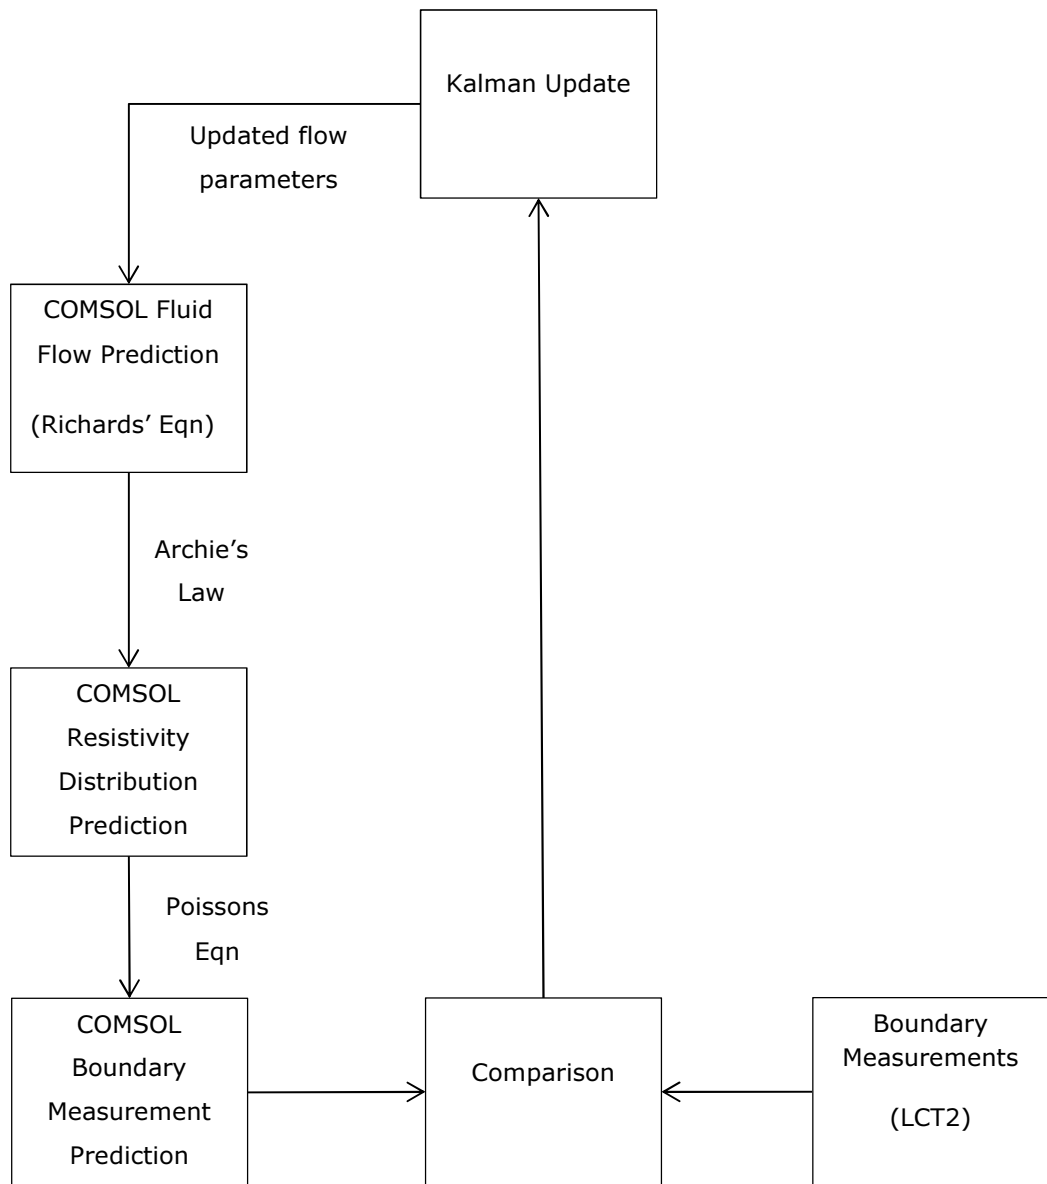 Kalman Update
Updated flow
parameters
COMSOL Fluid
Flow Prediction
(Richards’ Eqn)
Archie’s
Law
COMSOL
Resistivity
Distribution
Prediction
Poissons
Eqn
COMSOL
Boundary
Measurement
Prediction
Comparison
Boundary
Measurements
(LCT2)